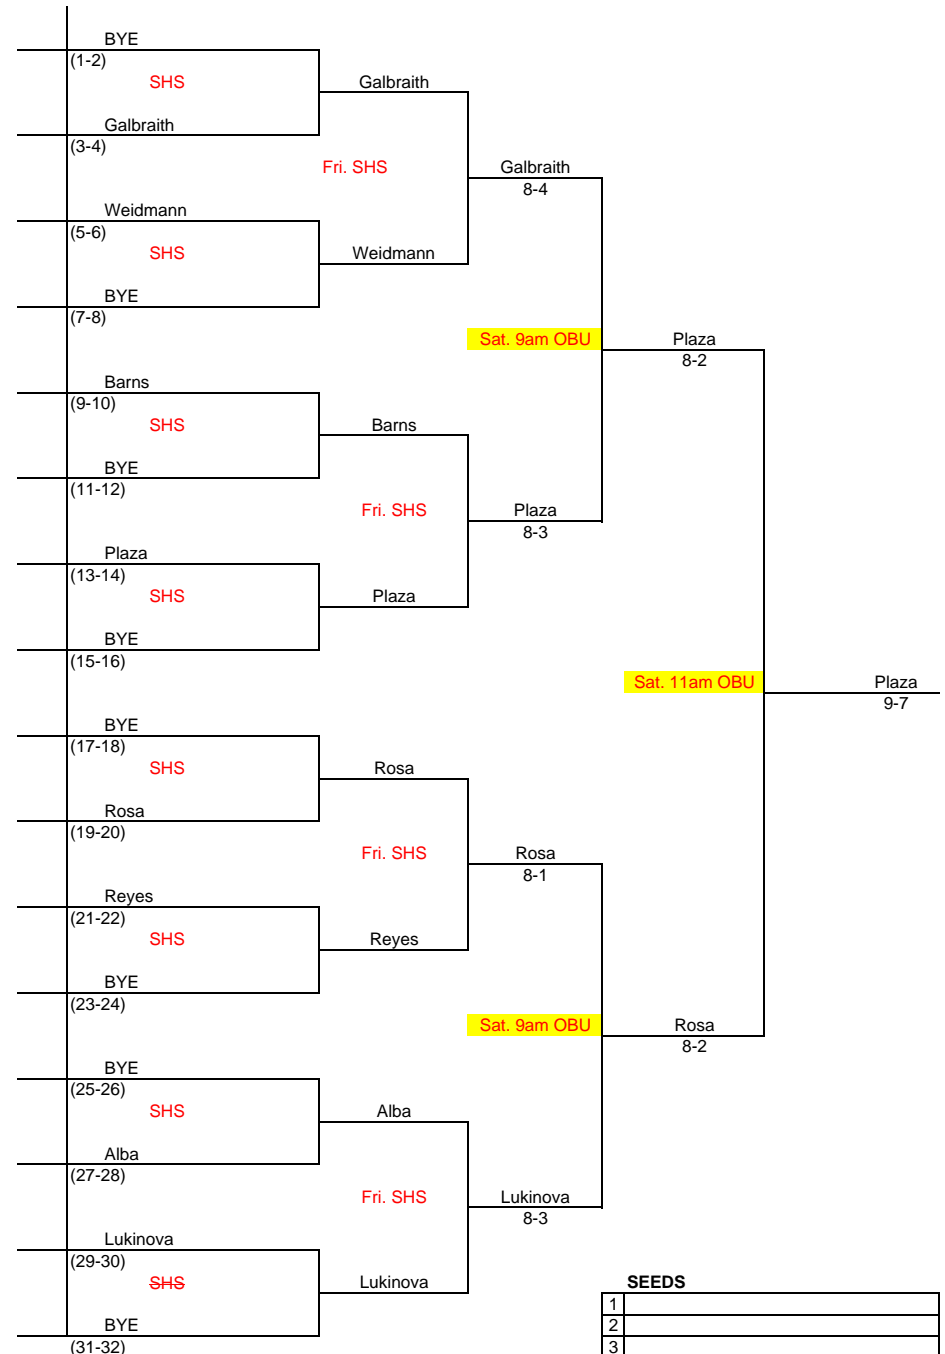 BYE
(1-2)
SHS
Galbraith
Galbraith
(3-4)
Fri. SHS
Galbraith
8-4
Weidmann
(5-6)
SHS
Weidmann
BYE
(7-8)
Sat. 9am OBU
Plaza
8-2
Barns
(9-10)
SHS
Barns
BYE
(11-12)
Fri. SHS
Plaza
8-3
Plaza
(13-14)
SHS
Plaza
BYE
(15-16)
Sat. 11am OBU
Plaza
9-7
BYE
(17-18)
SHS
Rosa
Rosa
(19-20)
Fri. SHS
Rosa
8-1
Reyes
(21-22)
SHS
Reyes
BYE
(23-24)
Sat. 9am OBU
Rosa
8-2
BYE
(25-26)
SHS
Alba
Alba
(27-28)
Fri. SHS
Lukinova
8-3
Lukinova
(29-30)
SHS
Lukinova
BYE
(31-32)
SEEDS
1
2
3